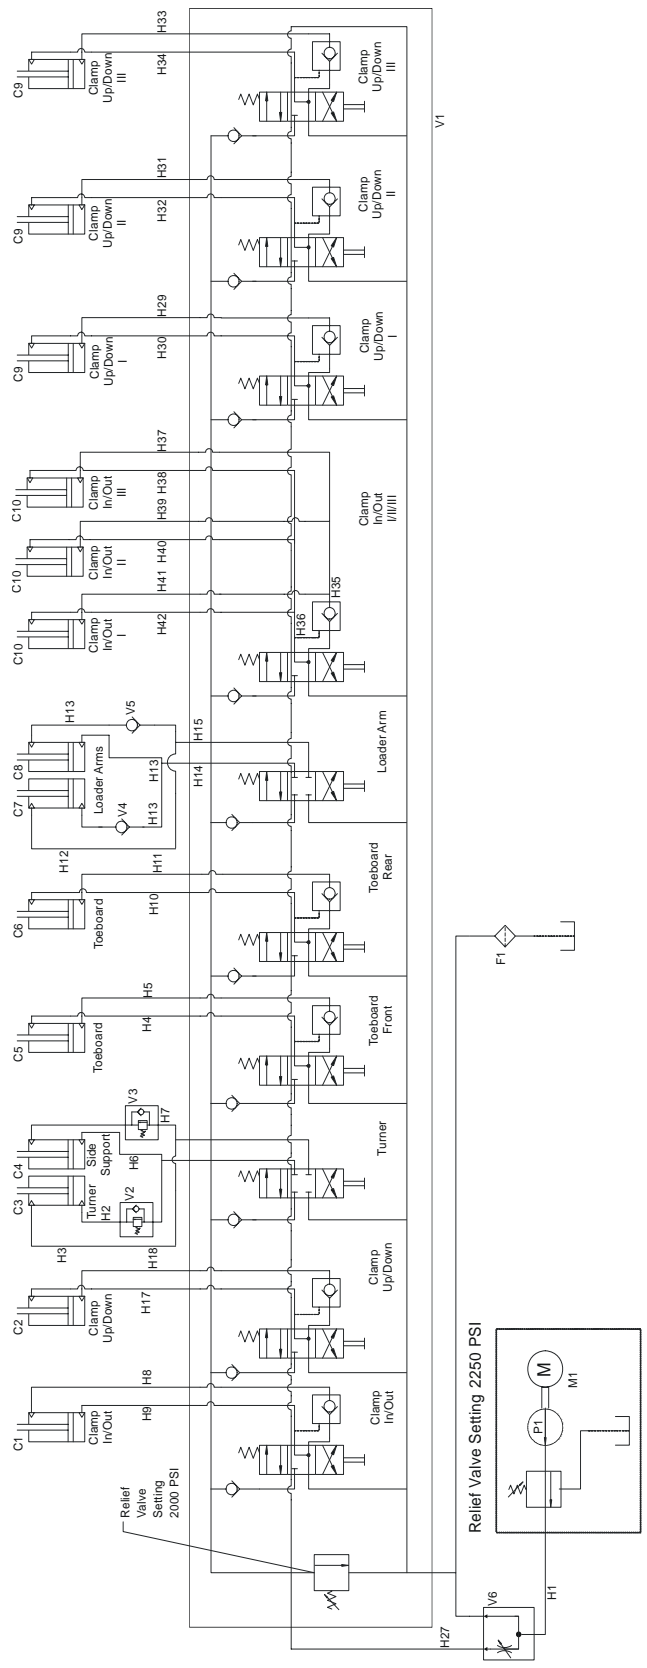 C1
Clamp
In/Out
C2
Clamp
Up/Down
C3
Turner
C4
Side
Support
C5
Toeboard
C6
Toeboard
C7
C8
Loader Arms
C10
Clamp
In/Out
I
C10
Clamp
In/Out
II
C10
Clamp
In/Out
III
C9
Clamp
Up/Down
I
C9
Clamp
Up/Down
II
C9
Clamp
Up/Down
III
H9
H8
H17
H3
H18
H2
V2
H6
V3
H7
H4
H5
H10
H11
H12
V4
H13
H13
H13
V5
H14
H15
H42
H41
H40
H39
H38
H37
H36
H35
H30
H29
H32
H31
H34
H33
Relief
Valve
Setting
2000 PSI
Clamp
In/Out
Clamp
Up/Down
Turner
Toeboard
Front
Toeboard
Rear
Loader Arm
Clamp
In/Out
I/II/III
Clamp
Up/Down
I
Clamp
Up/Down
II
Clamp
Up/Down
III
V1
H27
V6
H1
F1
Relief Valve Setting 2250 PSI
P1
M
M1